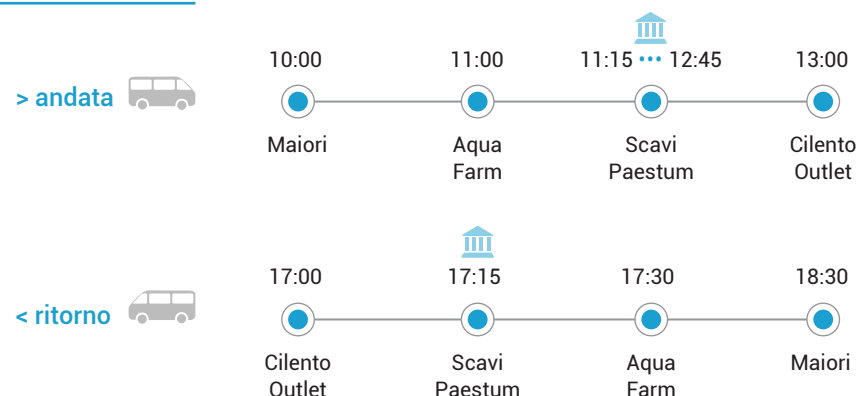 10:00 11:00 11:15 ••• 12:45 13:00
> andata
Maiori Aqua Scavi Cilento
Farm Paestum Outlet
17:00 17:15 17:30 18:30
< ritorno
Cilento Scavi Aqua Maiori
Outlet Paestum Farm